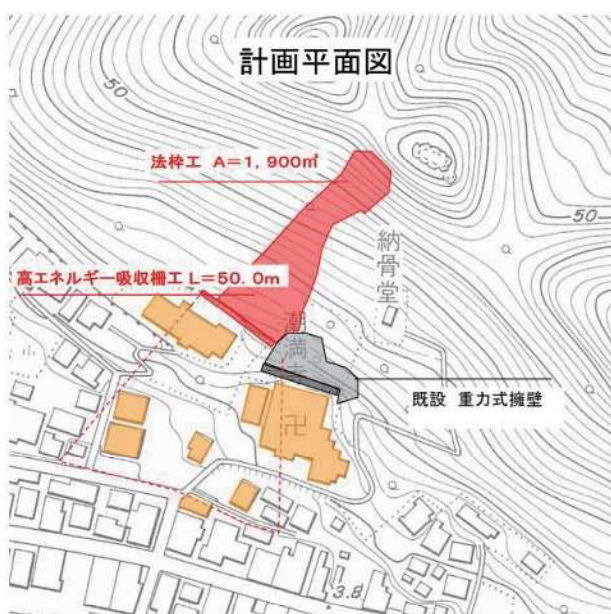 計画平面図
50
法枠工 A=1,900㎡
50
納骨堂
高エネルギー吸収柵工 L=50.0m
潮満寺
既設 重力式擁壁
卍
3.8